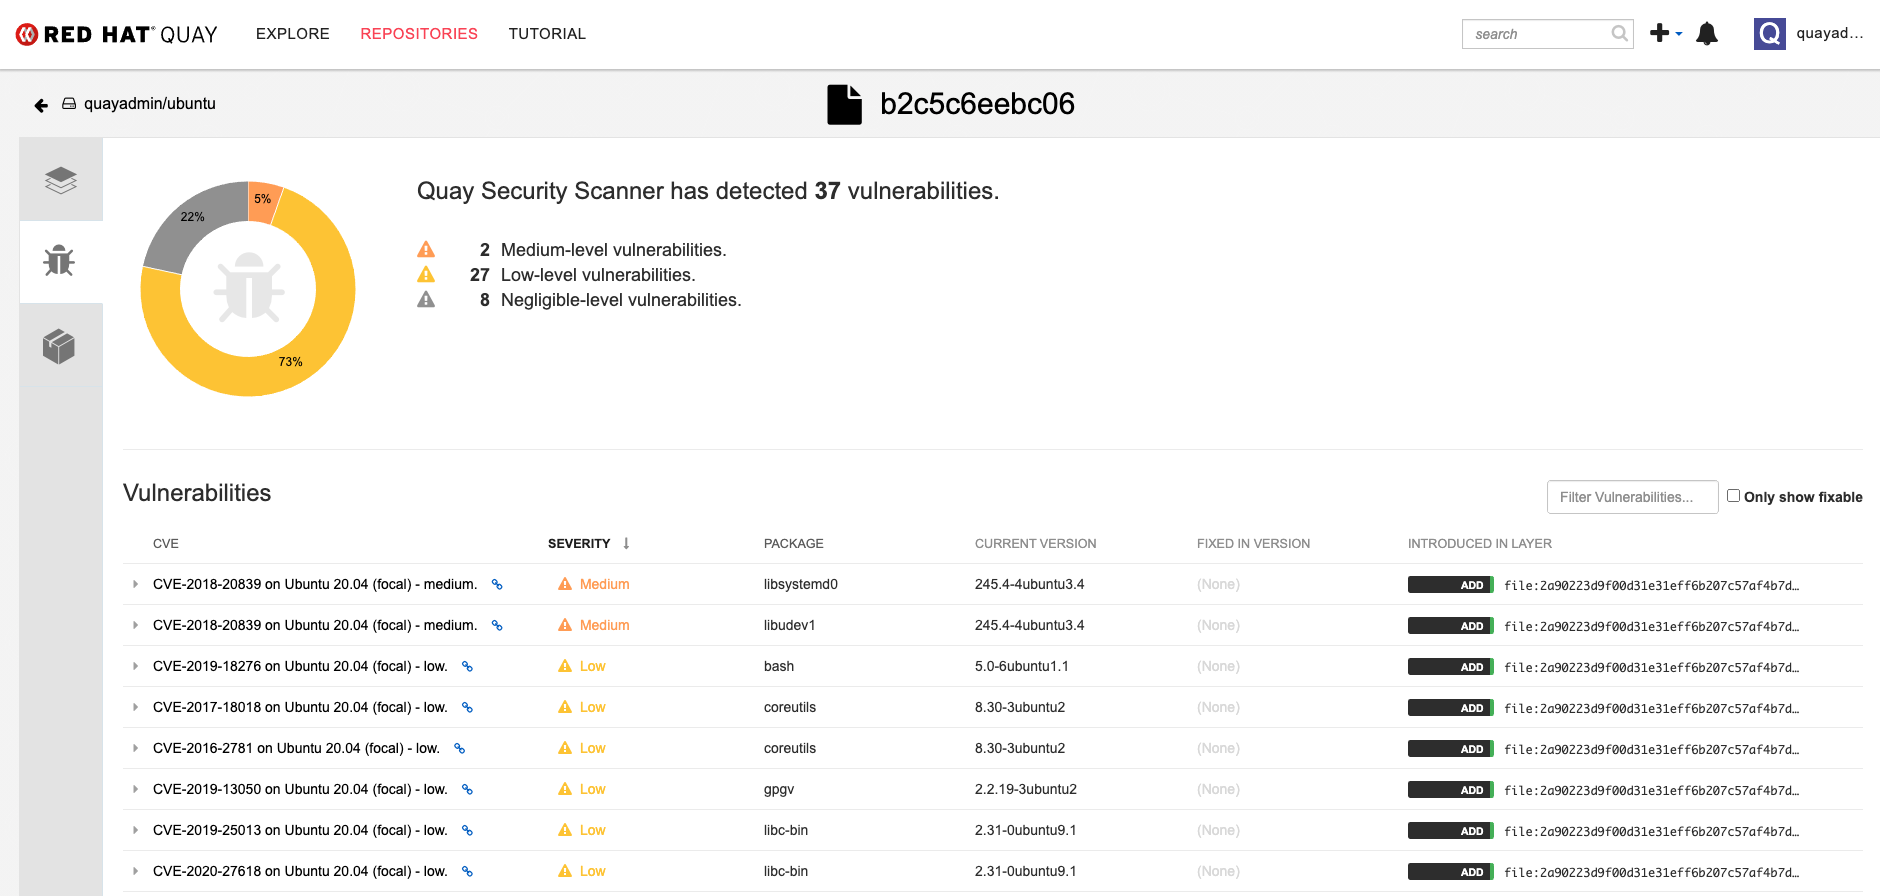 RED HAT® QUAY EXPLORE REPOSITORIES TUTORIAL search Q quayad...
quayadmin/ubuntu b2c5c6eebc06
Quay Security Scanner has detected 37 vulnerabilities.
5%
22%
73%
2 Medium-level vulnerabilities.
27 Low-level vulnerabilities.
8 Negligible-level vulnerabilities.
Vulnerabilities Filter Vulnerabilities... Only show fixable
CVE SEVERITY ↓ PACKAGE CURRENT VERSION FIXED IN VERSION INTRODUCED IN LAYER
CVE-2018-20839 on Ubuntu 20.04 (focal) - medium. Medium libsystemd0 245.4-4ubuntu3.4 (None) ADD file:2a90223d9f00d31e31eff6b207c57af4b7d…
CVE-2018-20839 on Ubuntu 20.04 (focal) - medium. Medium libudev1 245.4-4ubuntu3.4 (None) ADD file:2a90223d9f00d31e31eff6b207c57af4b7d…
CVE-2019-18276 on Ubuntu 20.04 (focal) - low. Low bash 5.0-6ubuntu1.1 (None) ADD file:2a90223d9f00d31e31eff6b207c57af4b7d…
CVE-2017-18018 on Ubuntu 20.04 (focal) - low. Low coreutils 8.30-3ubuntu2 (None) ADD file:2a90223d9f00d31e31eff6b207c57af4b7d…
CVE-2016-2781 on Ubuntu 20.04 (focal) - low. Low coreutils 8.30-3ubuntu2 (None) ADD file:2a90223d9f00d31e31eff6b207c57af4b7d…
CVE-2019-13050 on Ubuntu 20.04 (focal) - low. Low gpgv 2.2.19-3ubuntu2 (None) ADD file:2a90223d9f00d31e31eff6b207c57af4b7d…
CVE-2019-25013 on Ubuntu 20.04 (focal) - low. Low libc-bin 2.31-0ubuntu9.1 (None) ADD file:2a90223d9f00d31e31eff6b207c57af4b7d…
CVE-2020-27618 on Ubuntu 20.04 (focal) - low. Low libc-bin 2.31-0ubuntu9.1 (None) ADD file:2a90223d9f00d31e31eff6b207c57af4b7d…